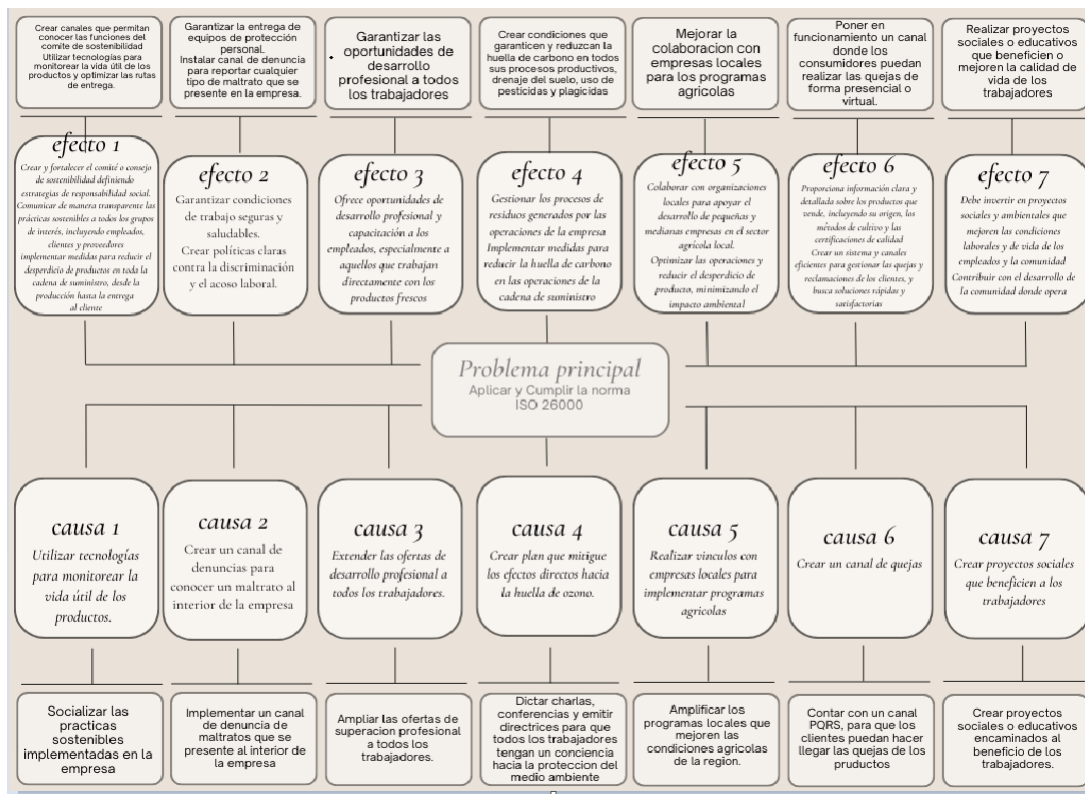 Crear canales que permitan
conocer las funciones del
comite de sostenibilidad
Utilizar tecnologías para
monitorear la vida útil de los
productos y optimizar las rutas
de entrega.
Garantizar la entrega de
equipos de protección
personal.
Instalar canal de denuncia
para reportar cualquier
tipo de maltrato que se
presente en la empresa.
Garantizar las
oportunidades de
desarrollo
profesional a todos
los trabajadores
Crear condiciones que
garanticen y reduzcan la
huella de carbono en todos
sus procesos productivos,
drenaje del suelo, uso de
pesticidas y plagicidas
Mejorar la
colaboracion con
empresas locales
para los programas
agricolas
Poner en
funcionamiento un canal
donde los
consumidores puedan
realizar las quejas de
forma presencial o
virtual.
Realizar proyectos
sociales o educativos
que beneficien o
mejoren la calidad de
vida de los
trabajadores
efecto 1
Crear y fortalecer el comité o consejo
de sostenibilidad definiendo
estrategias de responsabilidad social.
Comunicar de manera transparente las
prácticas sostenibles a todos los grupos
de interés, incluyendo empleados,
clientes y proveedores
implementar medidas para reducir el
desperdicio de productos en toda la
cadena de suministro, desde la
producción hasta la entrega
al cliente
efecto 2
Garantizar condiciones
de trabajo seguras y
saludables.
Crear políticas claras
contra la discriminación
y el acoso laboral.
efecto 3
Ofrece oportunidades de
desarrollo profesional y
capacitación a los
empleados, especialmente a
aquellos que trabajan
directamente con los
productos frescos
efecto 4
Gestionar los procesos de
residuos generados por las
operaciones de la empresa
Implementar medidas para
reducir la huella de carbono
en las operaciones de la
cadena de suministro
efecto 5
Colaborar con organizaciones
locales para apoyar el
desarrollo de pequeñas y
medianas empresas en el sector
agrícola local.
Optimizar las operaciones y
reducir el desperdicio de
producto, minimizando el
impacto ambiental
efecto 6
Proporciona información clara y
detallada sobre los productos que
vende, incluyendo su origen, los
métodos de cultivo y las
certificaciones de calidad
Crear un sistema y canales
eficientes para gestionar las quejas y
reclamaciones de los clientes, y
busca soluciones rápidas y
satisfactorias
efecto 7
Debe invertir en proyectos
sociales y ambientales que
mejoren las condiciones
laborales y de vida de los
empleados y la comunidad
Contribuir con el desarrollo de
la comunidad donde opera
Problema principal
Aplicar y Cumplir la norma
ISO 26000
causa 1
Utilizar tecnologías
para monitorear la
vida útil de los
productos.
causa 2
Crear un canal de
denuncias para
conocer un maltrato al
interior de la empresa
causa 3
Extender las ofertas de
desarrollo profesional a
todos los trabajadores.
causa 4
Crear plan que mitigue
los efectos directos hacia
la huella de ozono.
causa 5
Realizar vinculos con
empresas locales para
implementar programas
agricolas
causa 6
Crear un canal de quejas
causa 7
Crear proyectos sociales
que beneficien a los
trabajadores
Socializar las
practicas
sostenibles
implementadas en la
empresa
Implementar un canal
de denuncia de
maltratos que se
presente al interior de
la empresa
Ampliar las ofertas de
superacion profesional
a todos los
trabajadores.
Dictar charlas,
conferencias y emitir
directrices para que
todos los trabajadores
tengan un conciencia
hacia la proteccion del
medio ambiente
Amplificar los
programas locales que
mejoren las
condiciones agricolas
de la region.
Contar con un canal
PQRS, para que los
clientes puedan hacer
llegar las quejas de los
pruductos
Crear proyectos
sociales o educativos
encaminados al
beneficio de los
trabajadores.